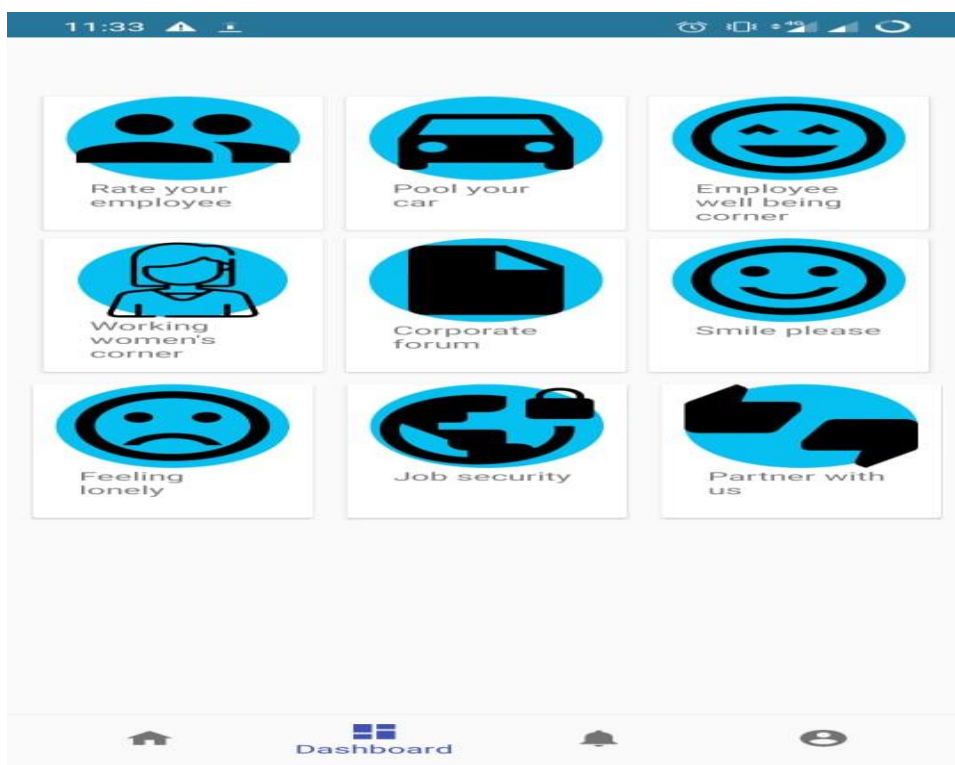 11:33
4G
Rate your
employee
Pool your
car
Employee
well being
corner
Working
women's
corner
Corporate
forum
Smile please
Feeling
lonely
Job security
Partner with
us
Dashboard